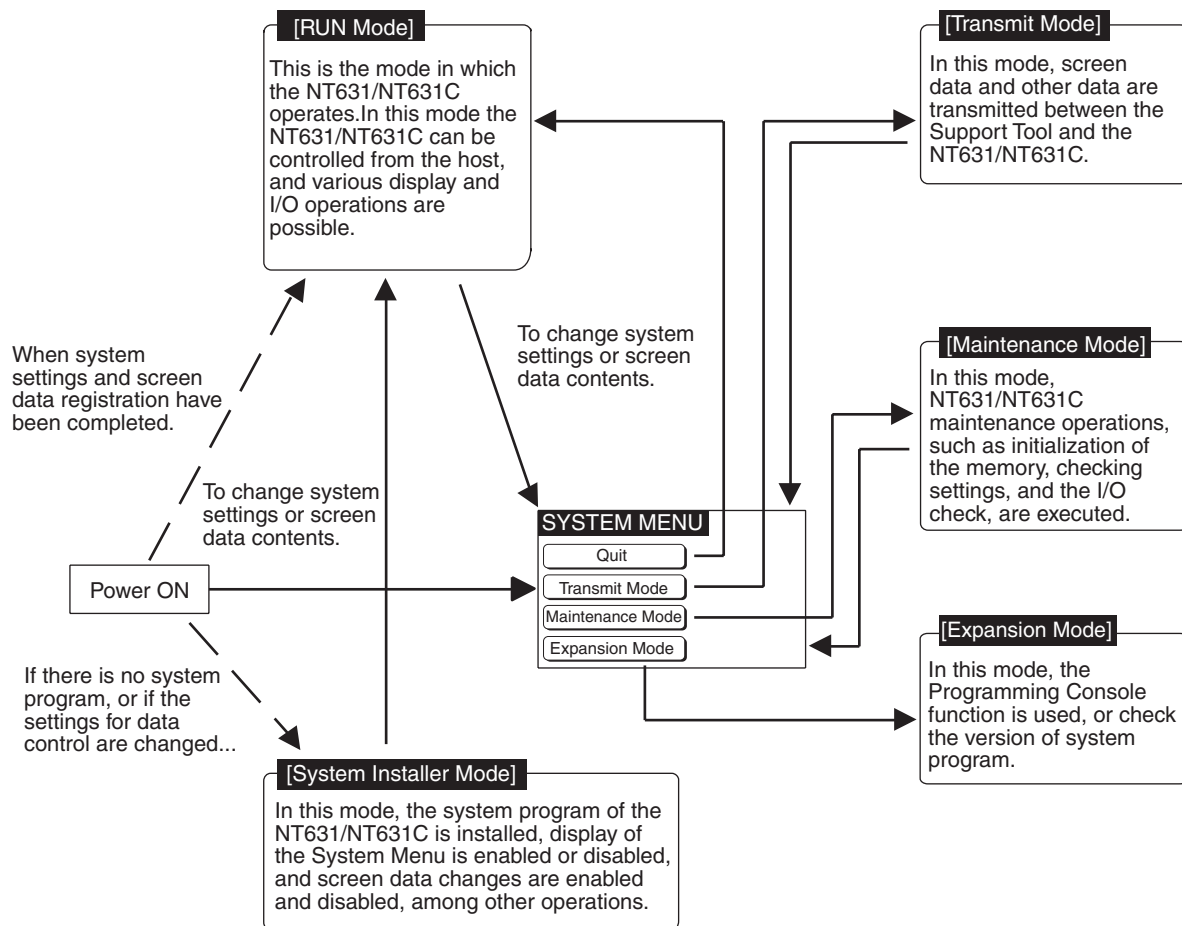 [RUN Mode]
This is the mode in which
the NT631/NT631C
operates.In this mode the
NT631/NT631C can be
controlled from the host,
and various display and
I/O operations are
possible.
[Transmit Mode]
In this mode, screen
data and other data are
transmitted between the
Support Tool and the
NT631/NT631C.
When system
settings and screen
data registration have
been completed.
To change system
settings or screen
data contents.
To change system
settings or screen
data contents.
[Maintenance Mode]
In this mode,
NT631/NT631C
maintenance operations,
such as initialization of
the memory, checking
settings, and the I/O
check, are executed.
Power ON
SYSTEM MENU
Quit
Transmit Mode
Maintenance Mode
Expansion Mode
[Expansion Mode]
In this mode, the
Programming Console
function is used, or check
the version of system
program.
If there is no system
program, or if the
settings for data
control are changed...
[System Installer Mode]
In this mode, the system program of the
NT631/NT631C is installed, display of
the System Menu is enabled or disabled,
and screen data changes are enabled
and disabled, among other operations.